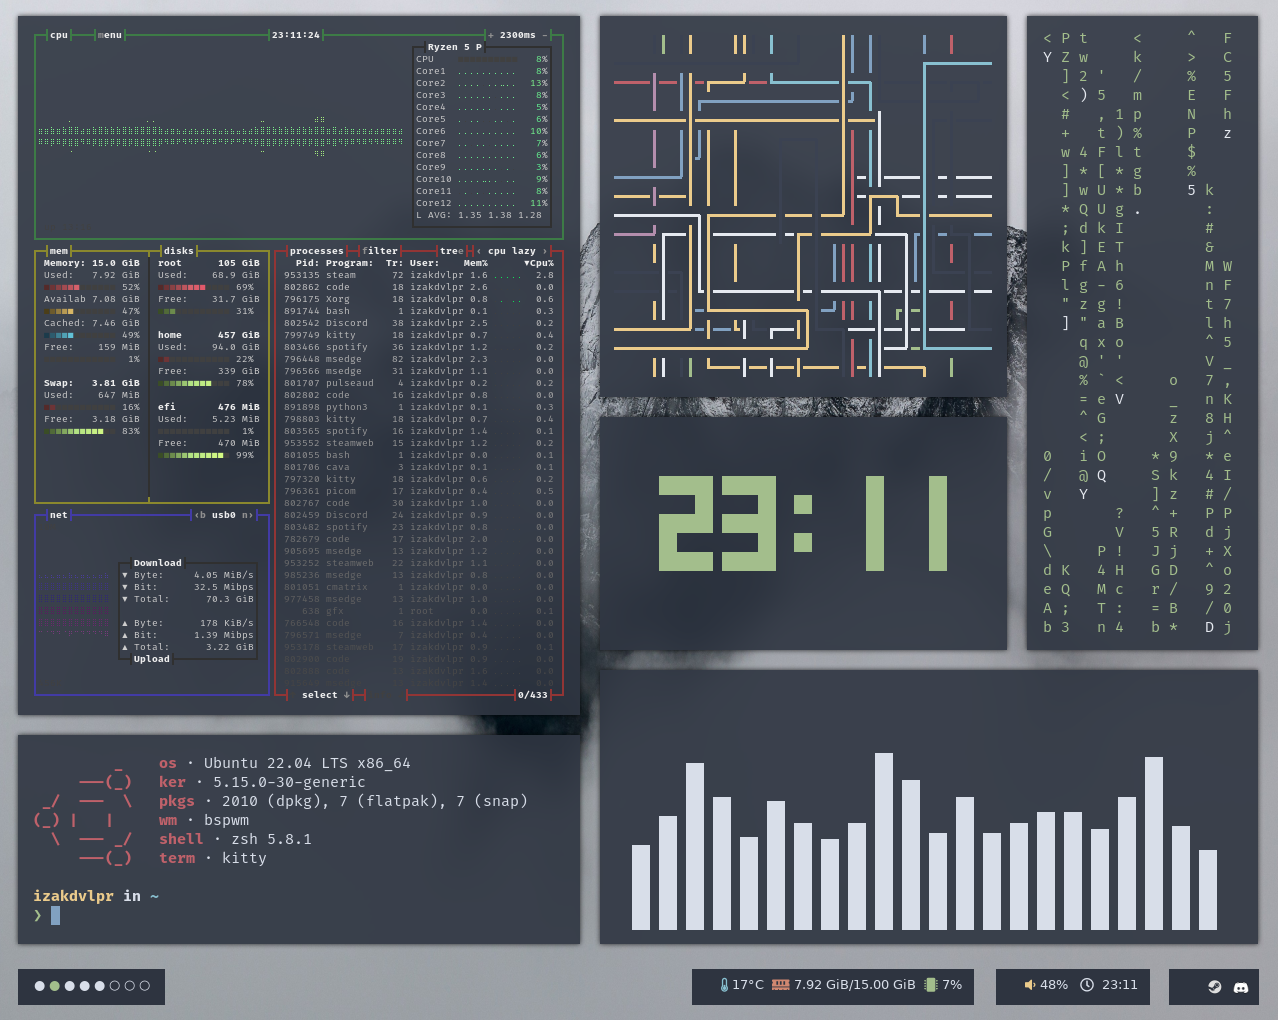 cpu menu 23:11:24 + 2300ms -
Ryzen 5 P
CPU 8%
Core1 8%
Core2 13%
Core3 8%
Core4 5%
Core5 6%
Core6 10%
Core7 7%
Core8 6%
Core9 3%
Core10 9%
Core11 8%
Core12 11%
L AVG: 1.35 1.38 1.28
mem
Memory: 15.0 GiB
Used: 7.92 GiB
52%
Availab 7.08 GiB
47%
Cached: 7.46 GiB
49%
Free: 159 MiB
1%
Swap: 3.81 GiB
Used: 647 MiB
16%
Free: 3.18 GiB
83%
disks
root 105 GiB
Used: 68.9 GiB
69%
Free: 31.7 GiB
31%
home 457 GiB
Used: 94.0 GiB
22%
Free: 339 GiB
78%
efi 476 MiB
Used: 5.23 MiB
1%
Free: 470 MiB
99%
processes filter tree ‹ cpu lazy ›
Pid: Program: Tr: User: Mem% ▼Cpu%
953135 steam 72 izakdvlpr 1.6 2.8
802862 code 18 izakdvlpr 2.6 0.0
796175 Xorg 18 izakdvlpr 0.8 0.6
891744 bash 1 izakdvlpr 0.1 0.3
802542 Discord 38 izakdvlpr 2.5 0.2
799749 kitty 18 izakdvlpr 0.7 0.4
803466 spotify 36 izakdvlpr 1.2 0.2
796448 msedge 82 izakdvlpr 2.3 0.0
796566 msedge 31 izakdvlpr 1.1 0.0
801707 pulseaud 4 izakdvlpr 0.2 0.2
802802 code 16 izakdvlpr 0.8 0.0
891898 python3 1 izakdvlpr 0.1 0.3
798803 kitty 18 izakdvlpr 0.7 0.4
803565 spotify 16 izakdvlpr 1.4 0.1
953552 steamweb 15 izakdvlpr 1.2 0.2
801055 bash 1 izakdvlpr 0.0 0.1
801706 cava 3 izakdvlpr 0.1 0.1
797320 kitty 18 izakdvlpr 0.6 0.2
796361 picom 17 izakdvlpr 0.4 0.5
802767 code 30 izakdvlpr 1.0 0.0
802459 Discord 24 izakdvlpr 0.9 0.0
803482 spotify 23 izakdvlpr 0.8 0.0
782679 code 17 izakdvlpr 2.0 0.0
905695 msedge 13 izakdvlpr 1.2 0.0
953252 steamweb 22 izakdvlpr 1.1 0.0
985236 msedge 13 izakdvlpr 0.8 0.0
801051 cmatrix 1 izakdvlpr 0.0 0.0
977458 msedge 13 izakdvlpr 1.0 0.0
638 gfx 1 root 0.0 0.1
766548 code 16 izakdvlpr 1.4 0.0
796571 msedge 7 izakdvlpr 0.4 0.0
select ↓ 0/433
net ‹b usb0 n›
Download
▼ Byte: 4.05 MiB/s
▼ Bit: 32.5 Mibps
▼ Total: 70.3 GiB
▲ Byte: 178 KiB/s
▲ Bit: 1.39 Mibps
▲ Total: 3.22 GiB
Upload
os · Ubuntu 22.04 LTS x86_64
ker · 5.15.0-30-generic
pkgs · 2010 (dpkg), 7 (flatpak), 7 (snap)
wm · bspwm
shell · zsh 5.8.1
term · kitty
izakdvlpr in ~
❯
23:11
17°C 7.92 GiB/15.00 GiB 7%
48% 23:11